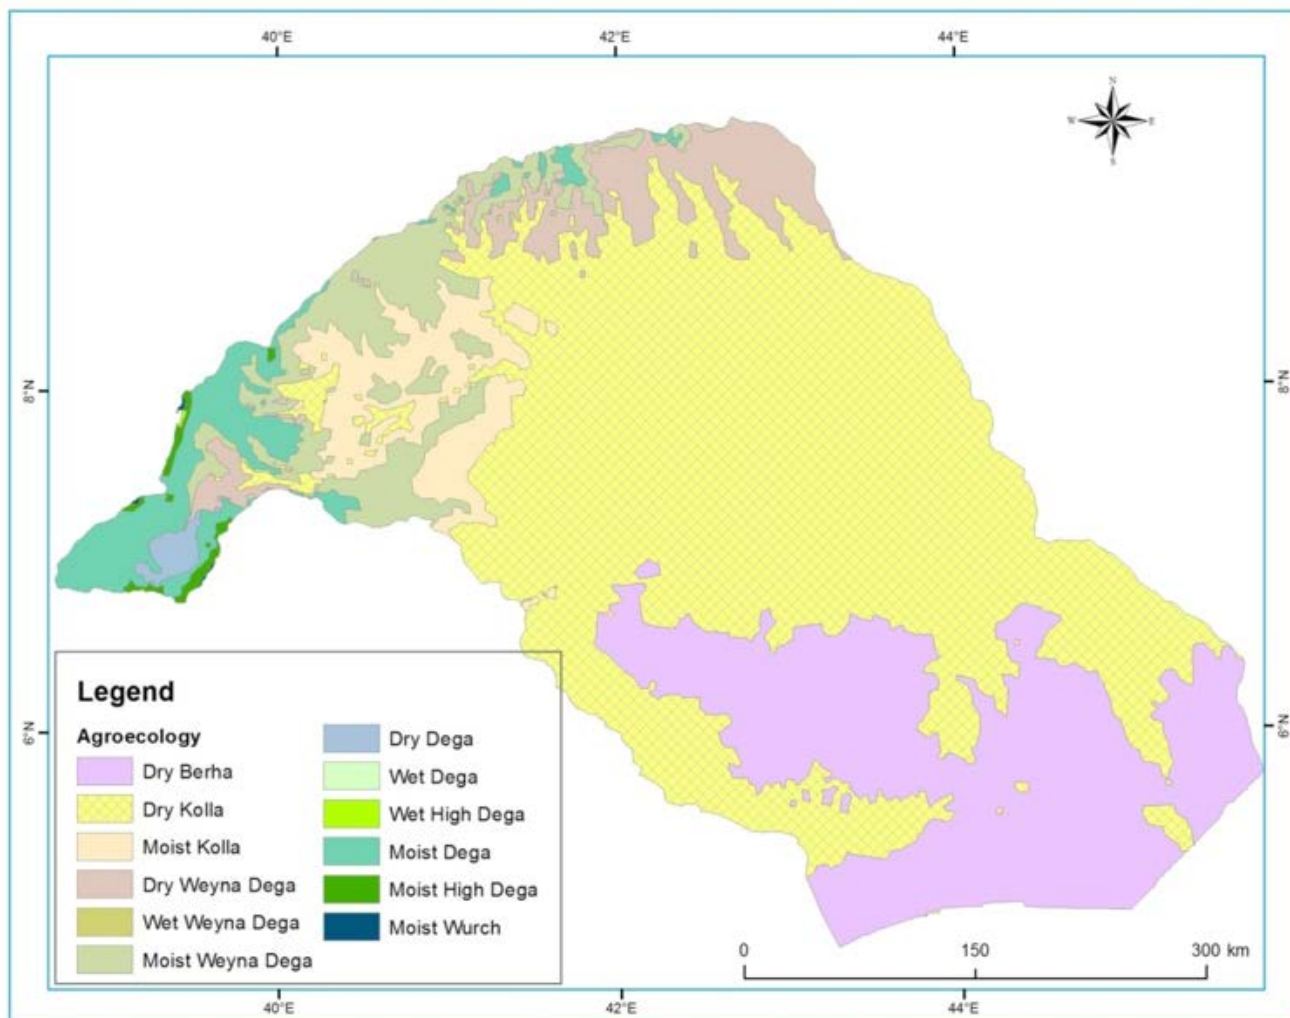 40°E 42°E 44°E
N
W E
S
8°N 8°N
6°N 6°N
Legend
Agroecology
Dry Berha
Dry Kolla
Moist Kolla
Dry Weyna Dega
Wet Weyna Dega
Moist Weyna Dega
Dry Dega
Wet Dega
Wet High Dega
Moist Dega
Moist High Dega
Moist Wurch
0 150 300 km
40°E 42°E 44°E